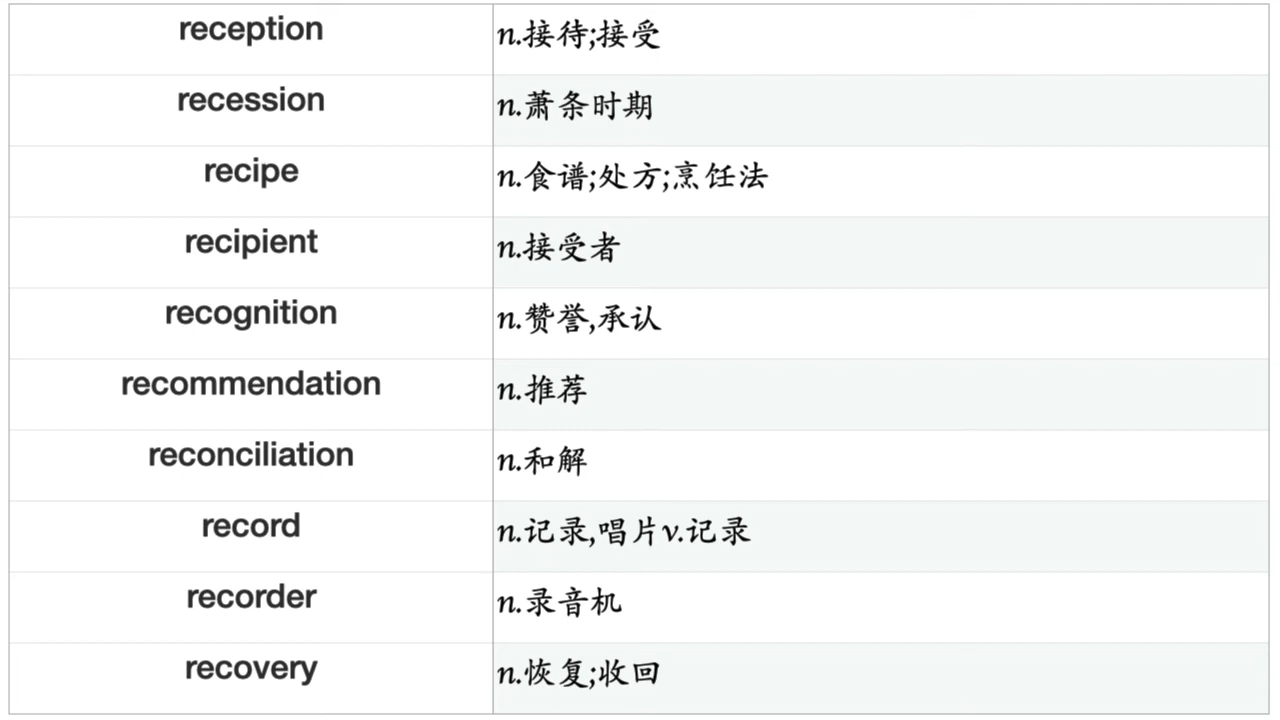 reception n.接待;接受
recession n.萧条时期
recipe n.食谱;处方;烹饪法
recipient n.接受者
recognition n.赞誉,承认
recommendation n.推荐
reconciliation n.和解
record n.记录,唱片v.记录
recorder n.录音机
recovery n.恢复;收回